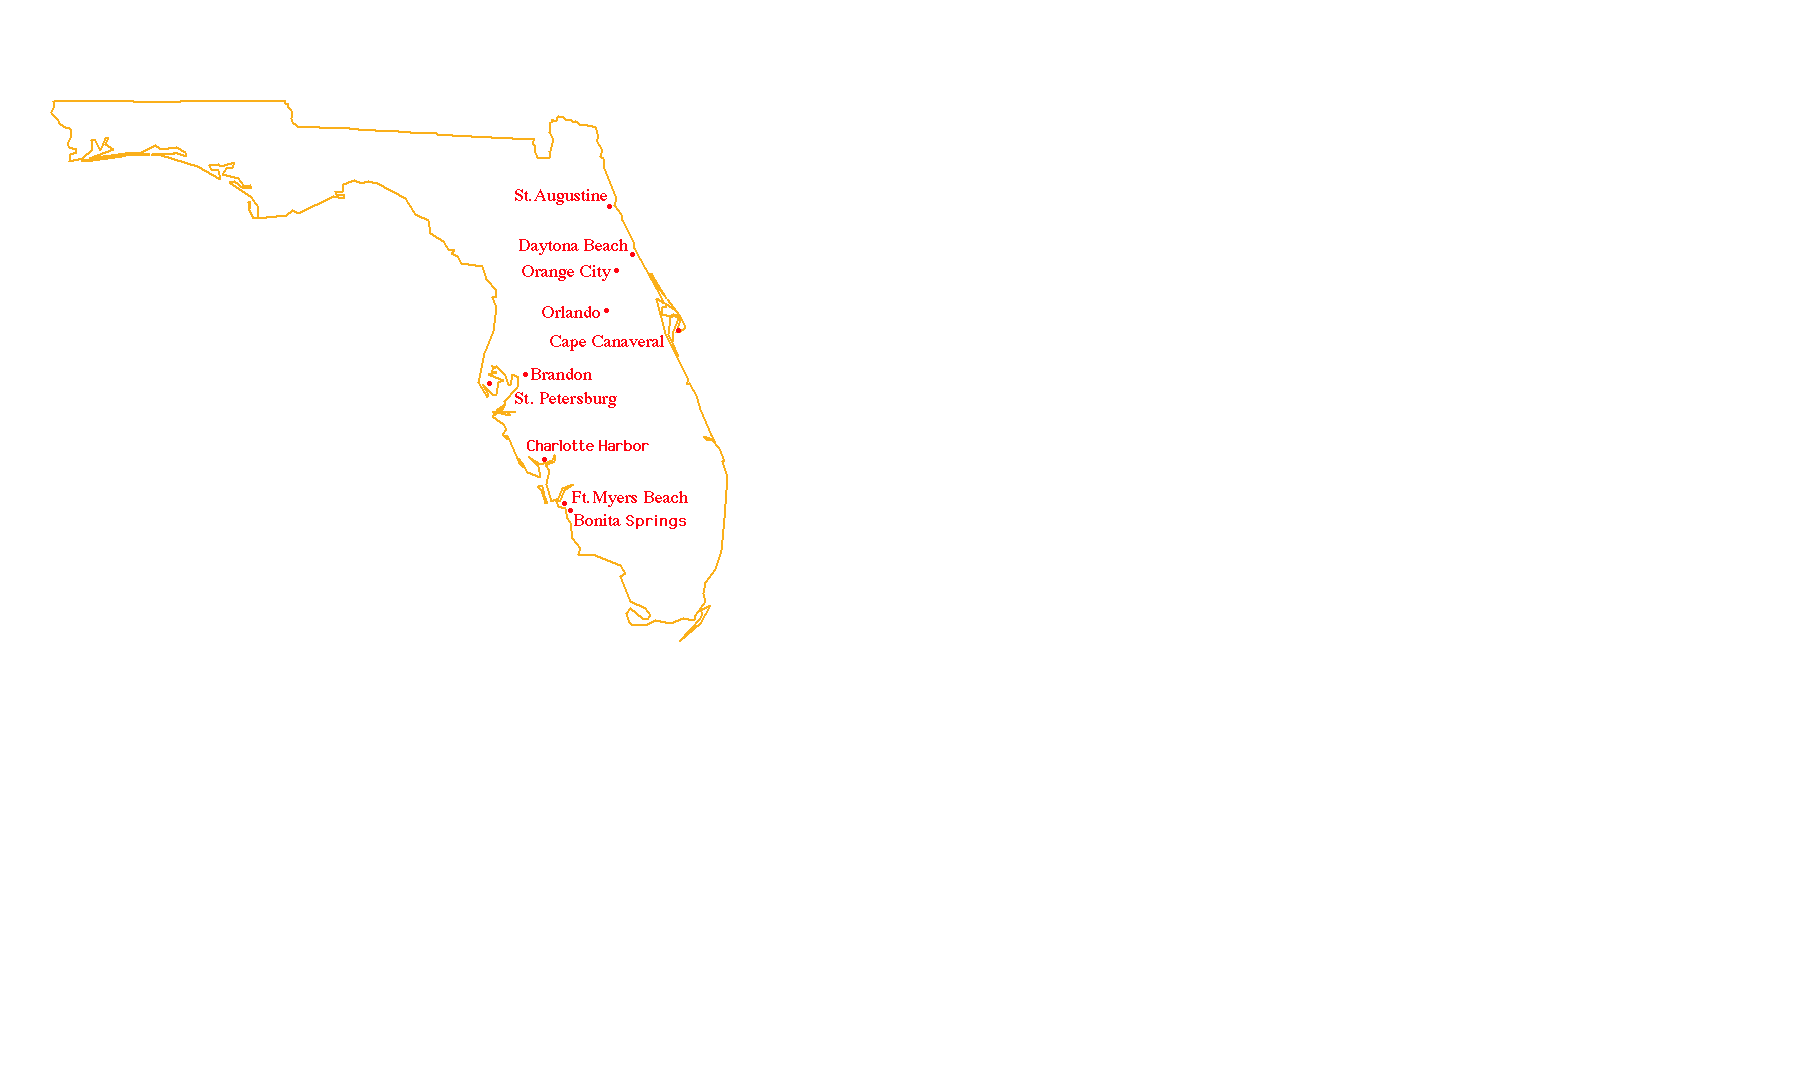 St. Augustine
Daytona Beach
Orange City
Orlando
Cape Canaveral
Brandon
St. Petersburg
Charlotte Harbor
Ft. Myers Beach
Bonita Springs